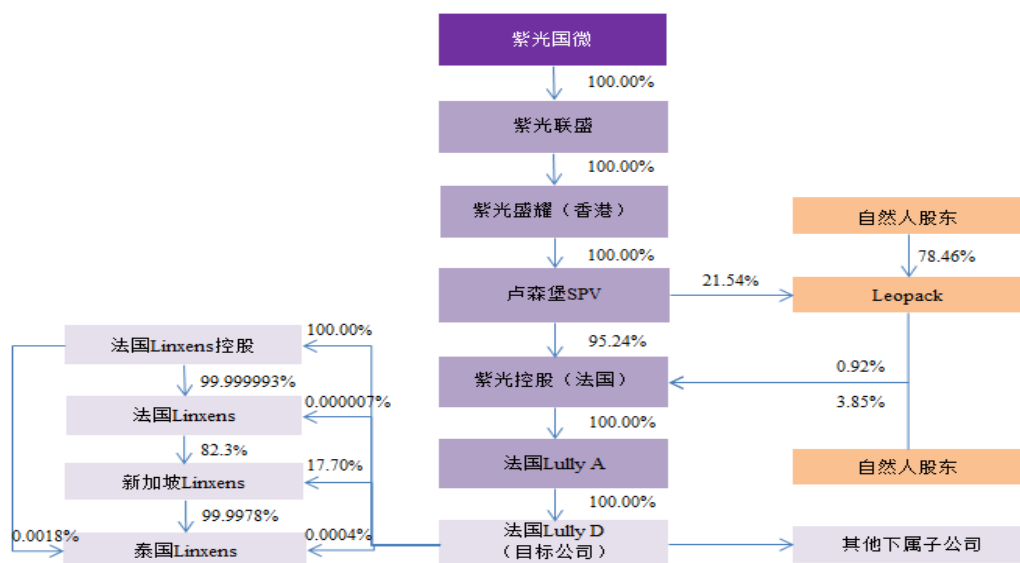 紫光国微
100.00%
紫光联盛
100.00%
紫光盛耀（香港）
自然人股东
100.00%
78.46%
卢森堡SPV
21.54%
Leopack
100.00%
法国Linxens控股
95.24%
紫光控股（法国）
0.92%
99.999993%
0.000007%
3.85%
法国Linxens
100.00%
82.3%
法国Lully A
自然人股东
17.70%
新加坡Linxens
100.00%
99.9978%
0.0018%
泰国Linxens
0.0004%
法国Lully D
（目标公司）
其他下属子公司